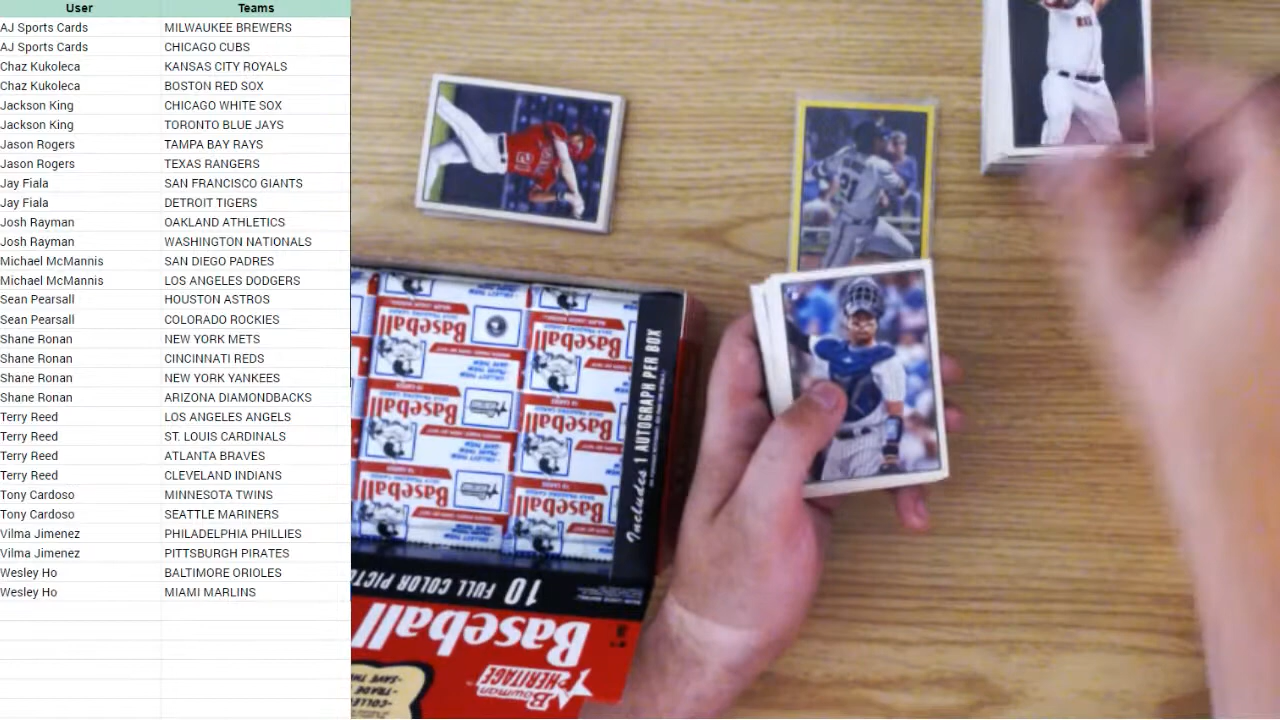 User Teams
AJ Sports Cards MILWAUKEE BREWERS
AJ Sports Cards CHICAGO CUBS
Chaz Kukoleca KANSAS CITY ROYALS
Chaz Kukoleca BOSTON RED SOX
Jackson King CHICAGO WHITE SOX
Jackson King TORONTO BLUE JAYS
Jason Rogers TAMPA BAY RAYS
Jason Rogers TEXAS RANGERS
Jay Fiala SAN FRANCISCO GIANTS
Jay Fiala DETROIT TIGERS
Josh Rayman OAKLAND ATHLETICS
Josh Rayman WASHINGTON NATIONALS
Michael McMannis SAN DIEGO PADRES
Michael McMannis LOS ANGELES DODGERS
Sean Pearsall HOUSTON ASTROS
Sean Pearsall COLORADO ROCKIES
Shane Ronan NEW YORK METS
Shane Ronan CINCINNATI REDS
Shane Ronan NEW YORK YANKEES
Shane Ronan ARIZONA DIAMONDBACKS
Terry Reed LOS ANGELES ANGELS
Terry Reed ST. LOUIS CARDINALS
Terry Reed ATLANTA BRAVES
Terry Reed CLEVELAND INDIANS
Tony Cardoso MINNESOTA TWINS
Tony Cardoso SEATTLE MARINERS
Vilma Jimenez PHILADELPHIA PHILLIES
Vilma Jimenez PITTSBURGH PIRATES
Wesley Ho BALTIMORE ORIOLES
Wesley Ho MIAMI MARLINS
12
21
Baseball
Baseball
Baseball
Baseball
Baseball
Baseball
Includes 1 AUTOGRAPH PER BOX
10 FULL COLOR
Baseball
Bowman
HERITAGE